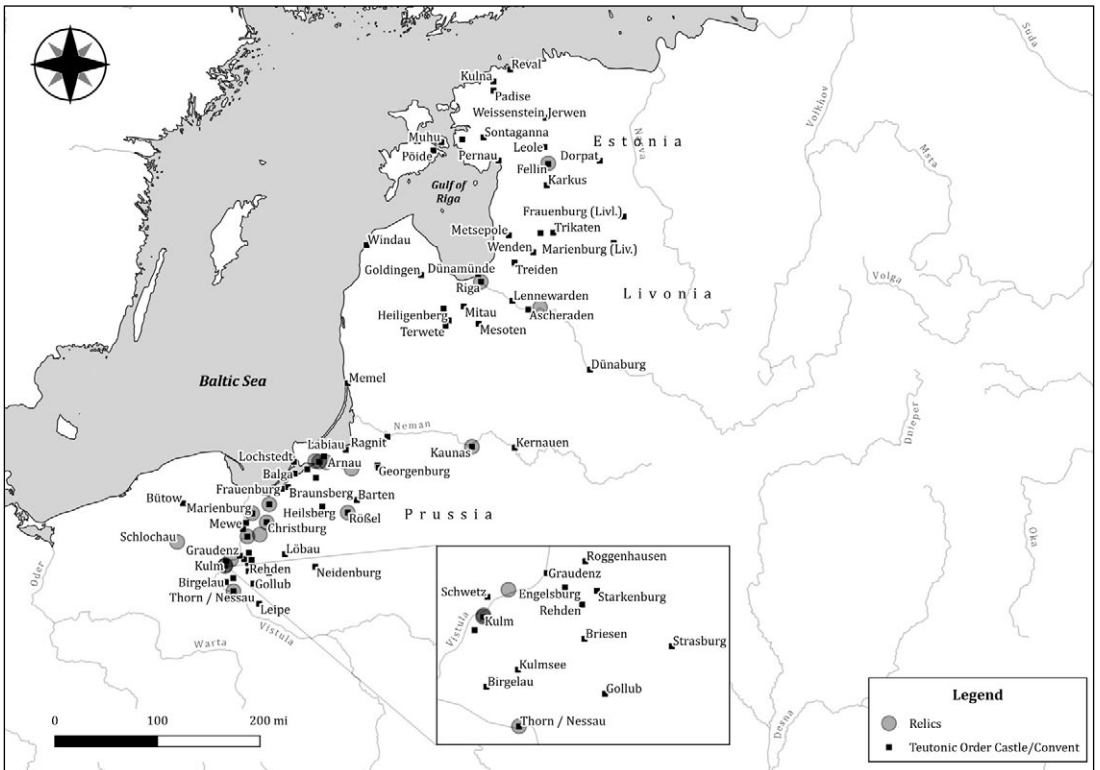 Suda
Reval
Kulna
Padise
Volkhov
Weissenstein
Jerwen
Narva
Muhu
Sontaganna
Leole
Estonia
Msta
Pöide
Pernau
Dorpat
Fellin
Gulf of
Riga
Karkus
Frauenburg (Livl.)
Metsepole
Trikaten
Windau
Wenden
Marienburg (Liv.)
Goldingen
Dünamünde
Treiden
Volga
Riga
Lennewarden
Livonia
Heiligenberg
Mitau
Ascheraden
Terwete
Mesoten
Dünaburg
Baltic Sea
Memel
Dnieper
Neman
Labiau
Ragnit
Kaunas
Kernauen
Lochstedt
Arnau
Balga
Georgenburg
Frauenburg
Braunsberg
Barten
Bütow
Marienburg
Heilsberg
Rößel
Prussia
Mewe
Christburg
Schlochau
Oka
Graudenz
Löbau
Kulm
Rehden
Neidenburg
Oder
Birgelau
Gollub
Thorn / Nessau
Leipe
Vistula
Warta
Roggenhausen
Graudenz
Schwetz
Engelsburg
Starkenburg
Rehden
Kulm
Vistula
Briesen
Strasburg
Kulmsee
Birgelau
Gollub
Thorn / Nessau
Desna
0 100 200 mi
Legend
Relics
Teutonic Order Castle/Convent